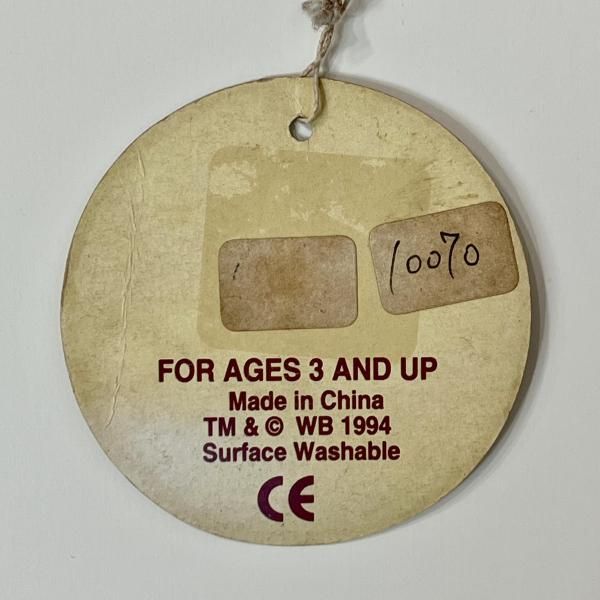 10070
FOR AGES 3 AND UP
Made in China
TM & © WB 1994
Surface Washable
CE